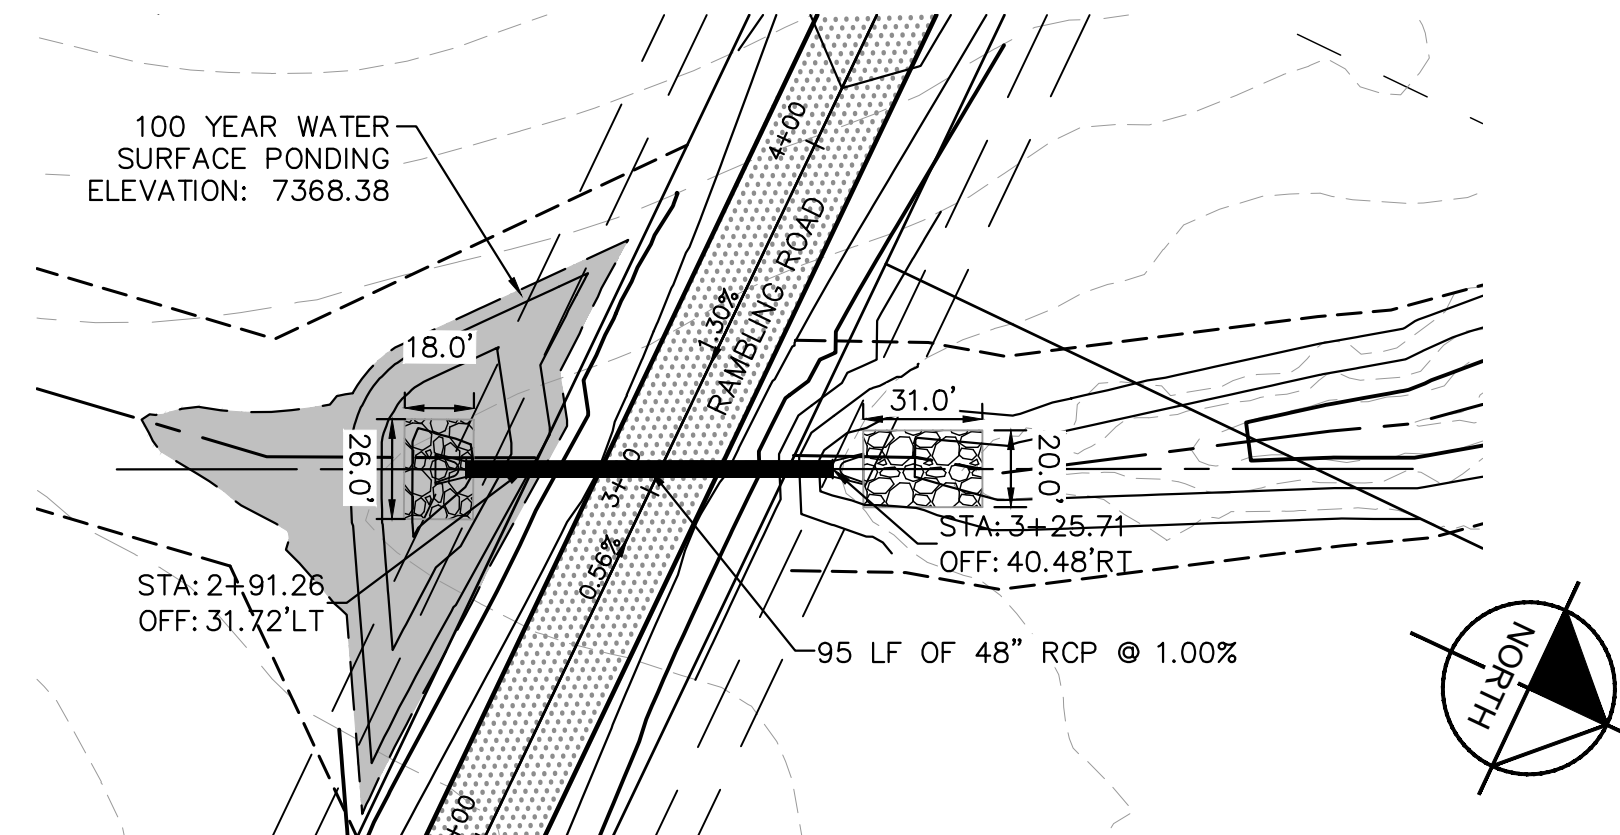 100 YEAR WATER
SURFACE PONDING
ELEVATION: 7368.38
4+00
RAMBLING ROAD
1.30%
18.0'
26.0'
31.0'
20.0'
STA: 3+25.71
OFF: 40.48'RT
0.56%
STA: 2+91.26
OFF: 31.72'LT
95 LF OF 48” RCP @ 1.00%
NORTH
+00